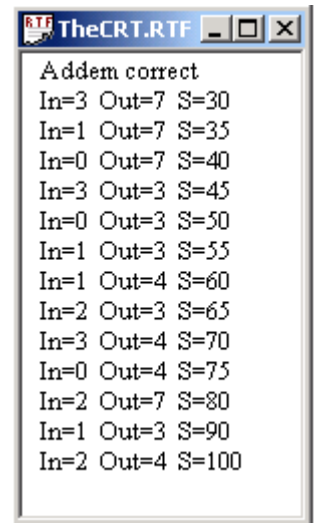 RTF TheCRT.RTF
Addem correct
In=3 Out=7 S=30
In=1 Out=7 S=35
In=0 Out=7 S=40
In=3 Out=3 S=45
In=0 Out=3 S=50
In=1 Out=3 S=55
In=1 Out=4 S=60
In=2 Out=3 S=65
In=3 Out=4 S=70
In=0 Out=4 S=75
In=2 Out=7 S=80
In=1 Out=3 S=90
In=2 Out=4 S=100